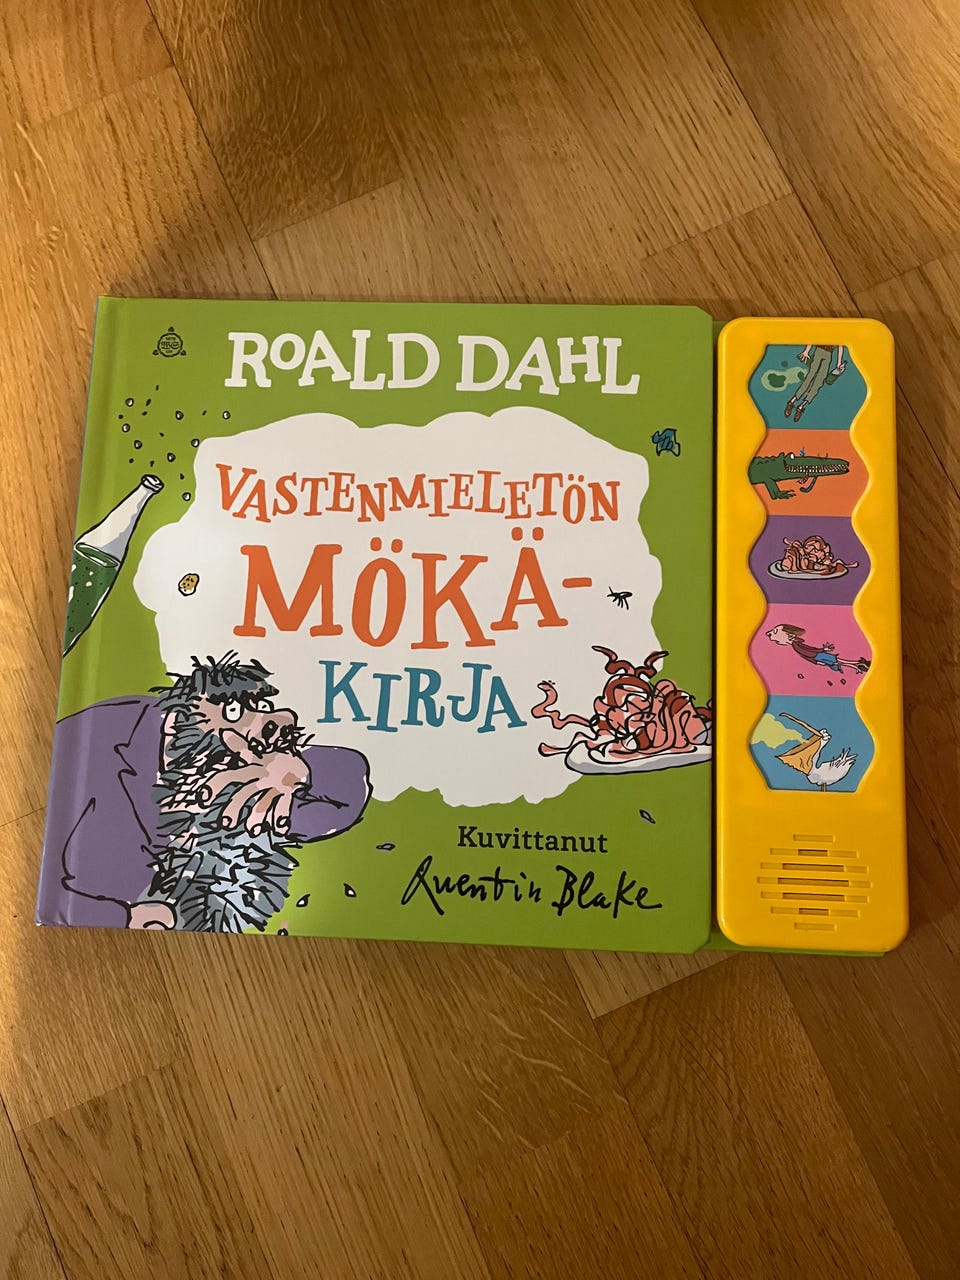 ROALD DAHL
VASTENMIELETÖN
MÖKÄ-
KIRJA
Kuvittanut
Quentin Blake